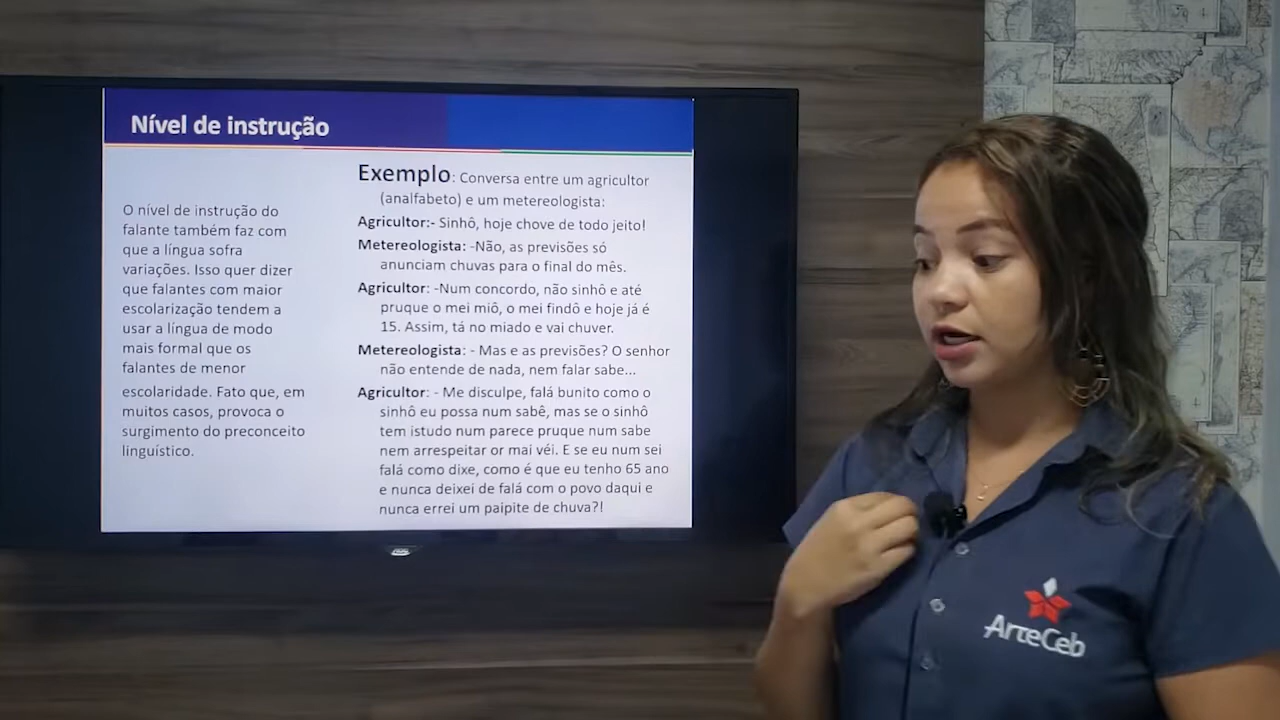 Nível de instrução
O nível de instrução do
falante também faz com
que a língua sofra
variações. Isso quer dizer
que falantes com maior
escolarização tendem a
usar a língua de modo
mais formal que os
falantes de menor
escolaridade. Fato que, em
muitos casos, provoca o
surgimento do preconceito
linguístico.
Exemplo: Conversa entre um agricultor
(analfabeto) e um metereologista:
Agricultor:- Sinhô, hoje chove de todo jeito!
Metereologista: -Não, as previsões só
anunciam chuvas para o final do mês.
Agricultor: -Num concordo, não sinhô e até
pruque o mei miô, o mei findô e hoje já é
15. Assim, tá no miado e vai chuver.
Metereologista: - Mas e as previsões? O senhor
não entende de nada, nem falar sabe...
Agricultor: - Me disculpe, falá bunito como o
sinhô eu possa num sabê, mas se o sinhô
tem istudo num parece pruque num sabe
nem arrespeitar or mai véi. E se eu num sei
falá como dixe, como é que eu tenho 65 ano
e nunca deixei de falá com o povo daqui e
nunca errei um paipite de chuva?!
ArteCeb